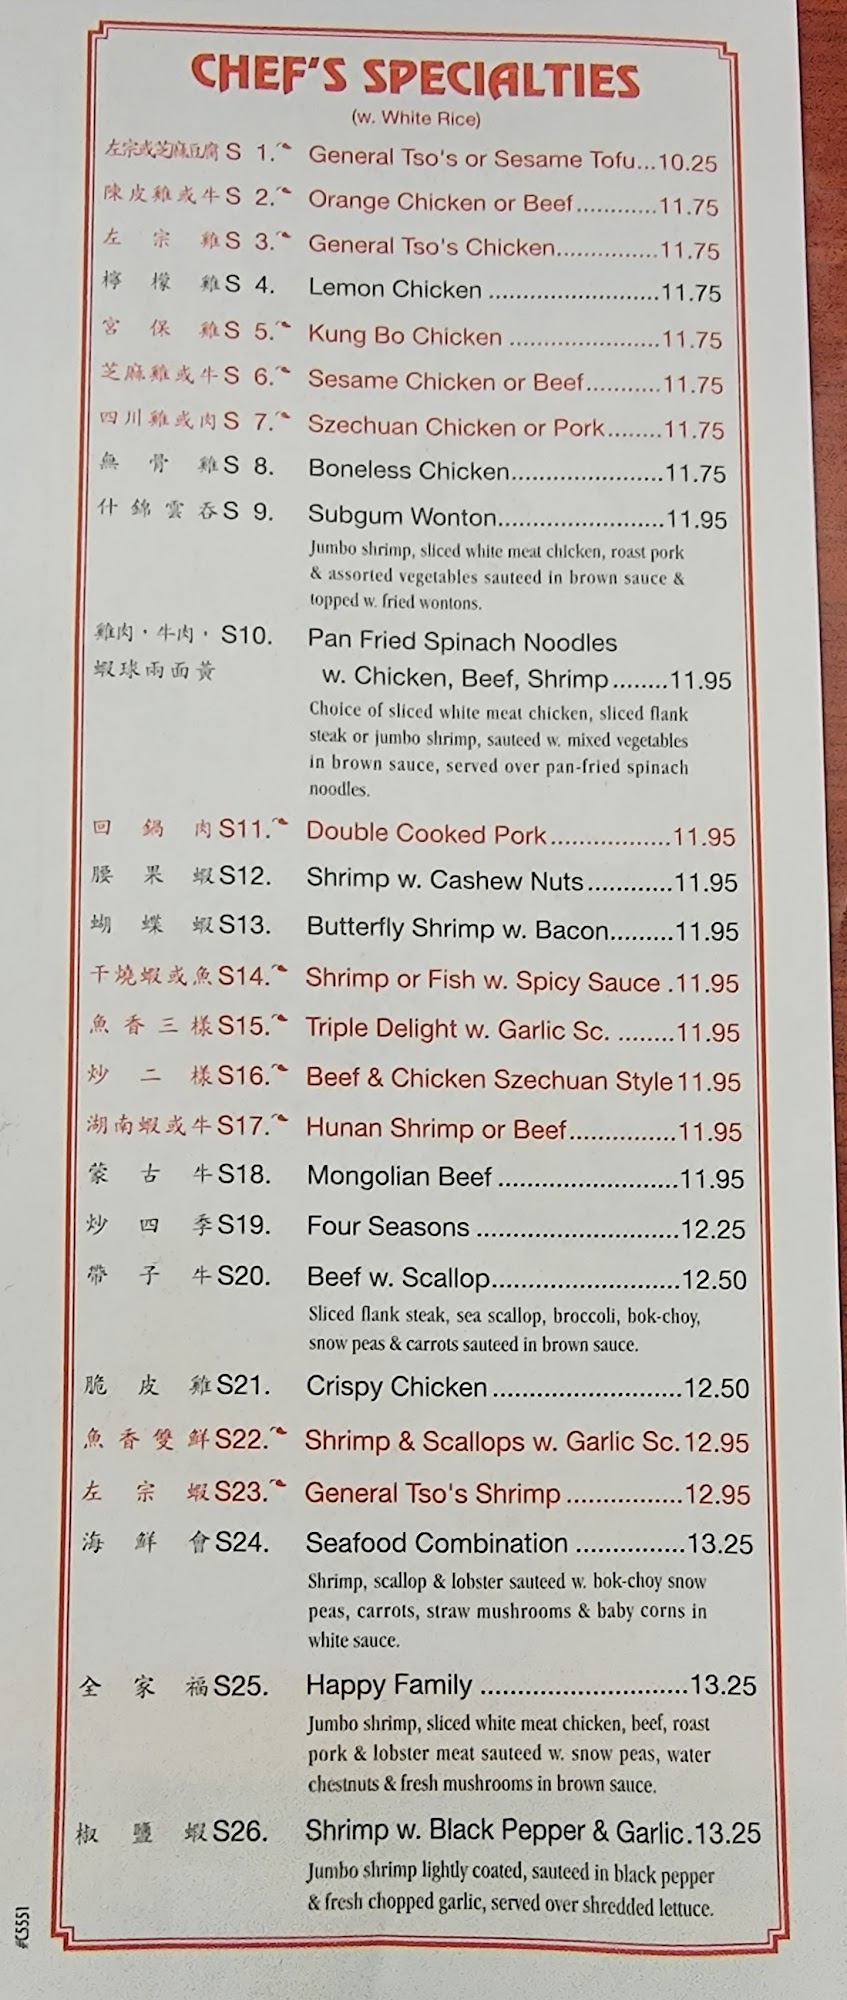 CHEF'S SPECIALTIES
(w. White Rice)
左宗或芝麻豆腐 S 1. General Tso's or Sesame Tofu...10.25
陳皮雞或牛 S 2. Orange Chicken or Beef............11.75
左宗雞 S 3. General Tso's Chicken................11.75
檸檬雞 S 4. Lemon Chicken ..........................11.75
宮保雞 S 5. Kung Bo Chicken .......................11.75
芝麻雞或牛 S 6. Sesame Chicken or Beef...........11.75
四川雞或肉 S 7. Szechuan Chicken or Pork........11.75
無骨雞 S 8. Boneless Chicken.......................11.75
什錦雲吞 S 9. Subgum Wonton.........................11.95
Jumbo shrimp, sliced white meat chicken, roast pork
& assorted vegetables sauteed in brown sauce &
topped w. fried wontons.
雞肉，牛肉， S10. Pan Fried Spinach Noodles
蝦球兩面黃 w. Chicken, Beef, Shrimp........11.95
Choice of sliced white meat chicken, sliced flank
steak or jumbo shrimp, sauteed w. mixed vegetables
in brown sauce, served over pan-fried spinach
noodles.
回鍋肉 S11. Double Cooked Pork..................11.95
腰果蝦 S12. Shrimp w. Cashew Nuts............11.95
蝴蝶蝦 S13. Butterfly Shrimp w. Bacon.........11.95
干燒蝦或魚 S14. Shrimp or Fish w. Spicy Sauce .11.95
魚香三樣 S15. Triple Delight w. Garlic Sc. ........11.95
炒二樣 S16. Beef & Chicken Szechuan Style 11.95
湖南蝦或牛 S17. Hunan Shrimp or Beef...............11.95
蒙古牛 S18. Mongolian Beef .........................11.95
炒四季 S19. Four Seasons ............................12.25
帶子牛 S20. Beef w. Scallop..........................12.50
Sliced flank steak, sea scallop, broccoli, bok-choy,
snow peas & carrots sauteed in brown sauce.
脆皮雞 S21. Crispy Chicken ..........................12.50
魚香雙鮮 S22. Shrimp & Scallops w. Garlic Sc. 12.95
左宗蝦 S23. General Tso's Shrimp ................12.95
海鮮會 S24. Seafood Combination ...............13.25
Shrimp, scallop & lobster sauteed w. bok-choy snow
peas, carrots, straw mushrooms & baby corns in
white sauce.
全家福 S25. Happy Family ............................13.25
Jumbo shrimp, sliced white meat chicken, beef, roast
pork & lobster meat sauteed w. snow peas, water
chestnuts & fresh mushrooms in brown sauce.
椒鹽蝦 S26. Shrimp w. Black Pepper & Garlic.13.25
Jumbo shrimp lightly coated, sauteed in black pepper
& fresh chopped garlic, served over shredded lettuce.
#C5551